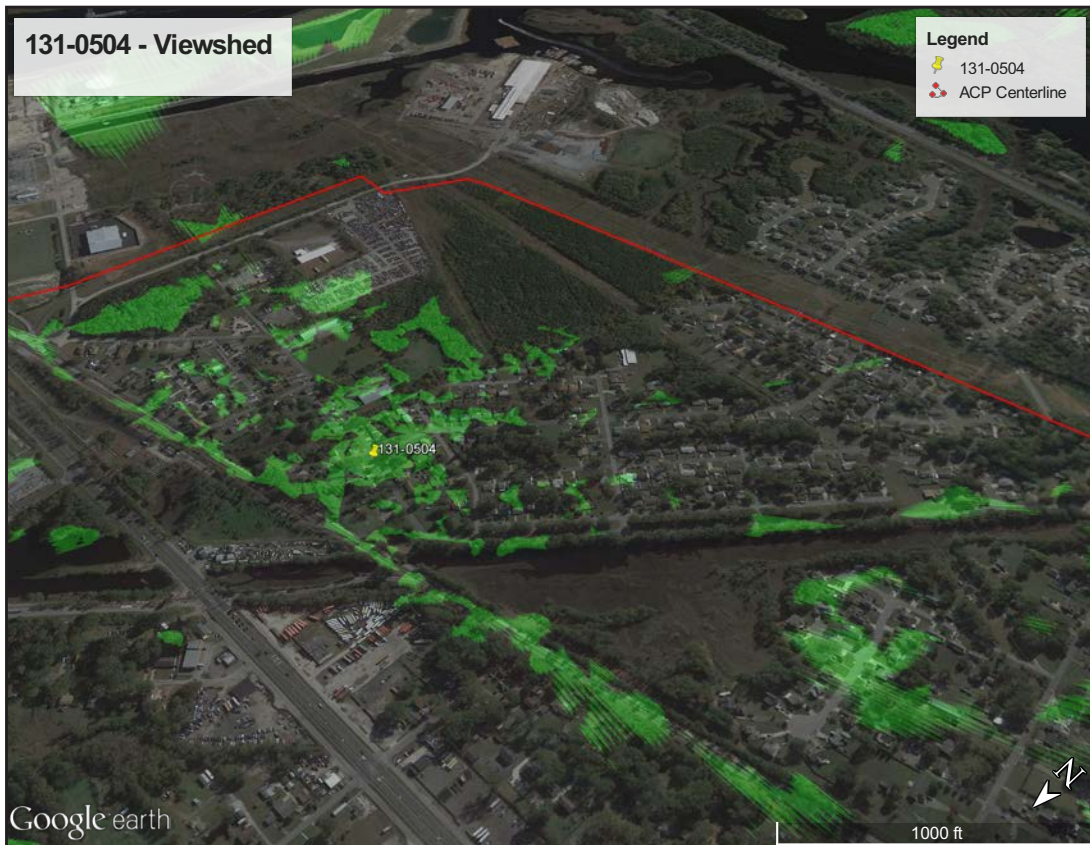 131-0504 - Viewshed
Legend
131-0504
ACP Centerline
131-0504
N
Google earth
1000 ft